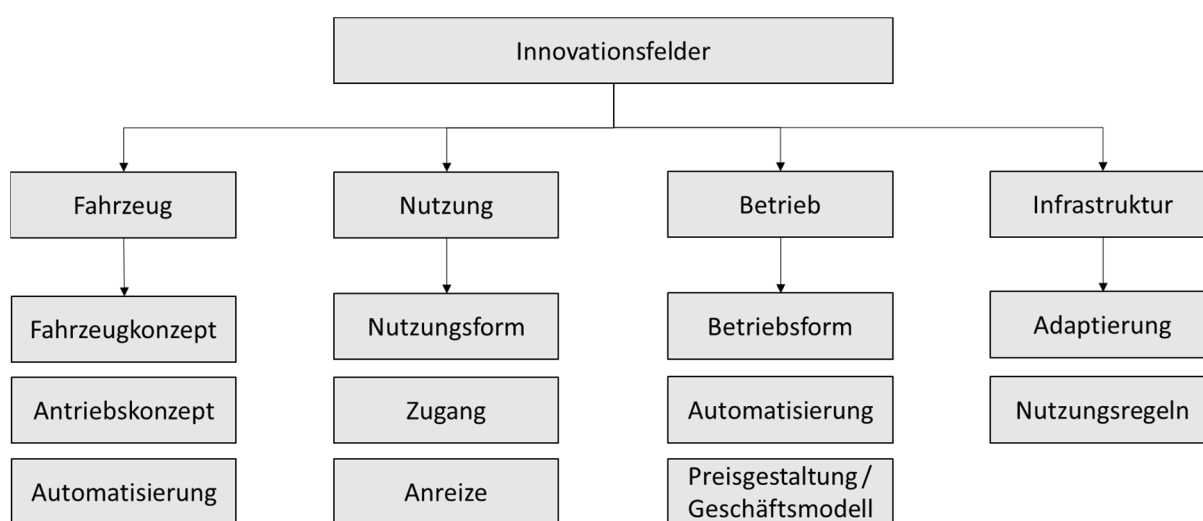 Innovationsfelder
Fahrzeug
Nutzung
Betrieb
Infrastruktur
Fahrzeugkonzept
Nutzungsform
Betriebsform
Adaptierung
Antriebskonzept
Zugang
Automatisierung
Nutzungsregeln
Automatisierung
Anreize
Preisgestaltung /
Geschäftsmodell